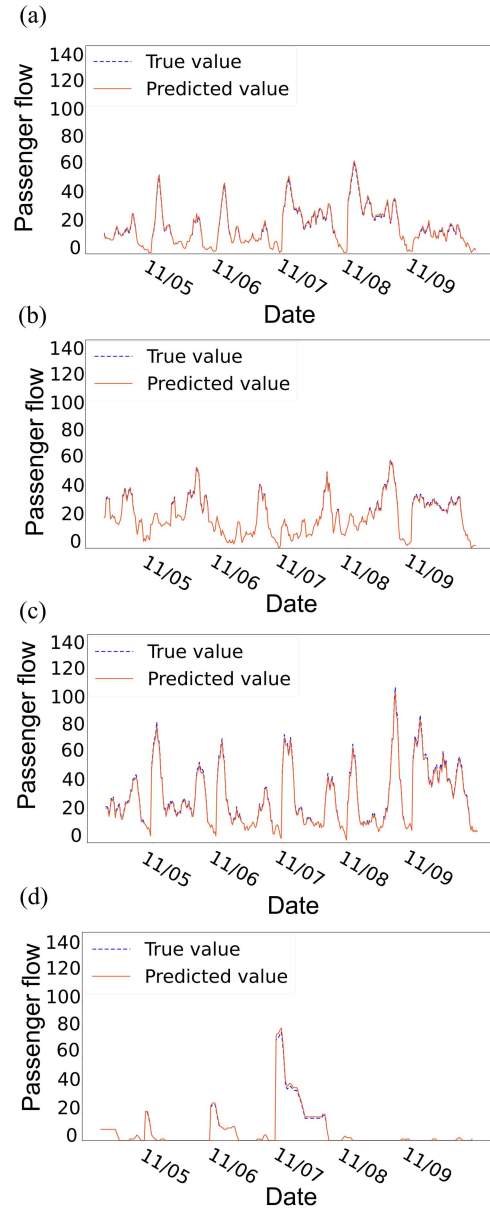 (a)
140
120
100
80
60
40
20
0
Passenger flow
True value
Predicted value
11/05
11/06
11/07
11/08
11/09
Date
(b)
140
120
100
80
60
40
20
0
Passenger flow
True value
Predicted value
11/05
11/06
11/07
11/08
11/09
Date
(c)
140
120
100
80
60
40
20
0
Passenger flow
True value
Predicted value
11/05
11/06
11/07
11/08
11/09
Date
(d)
140
120
100
80
60
40
20
0
Passenger flow
True value
Predicted value
11/05
11/06
11/07
11/08
11/09
Date